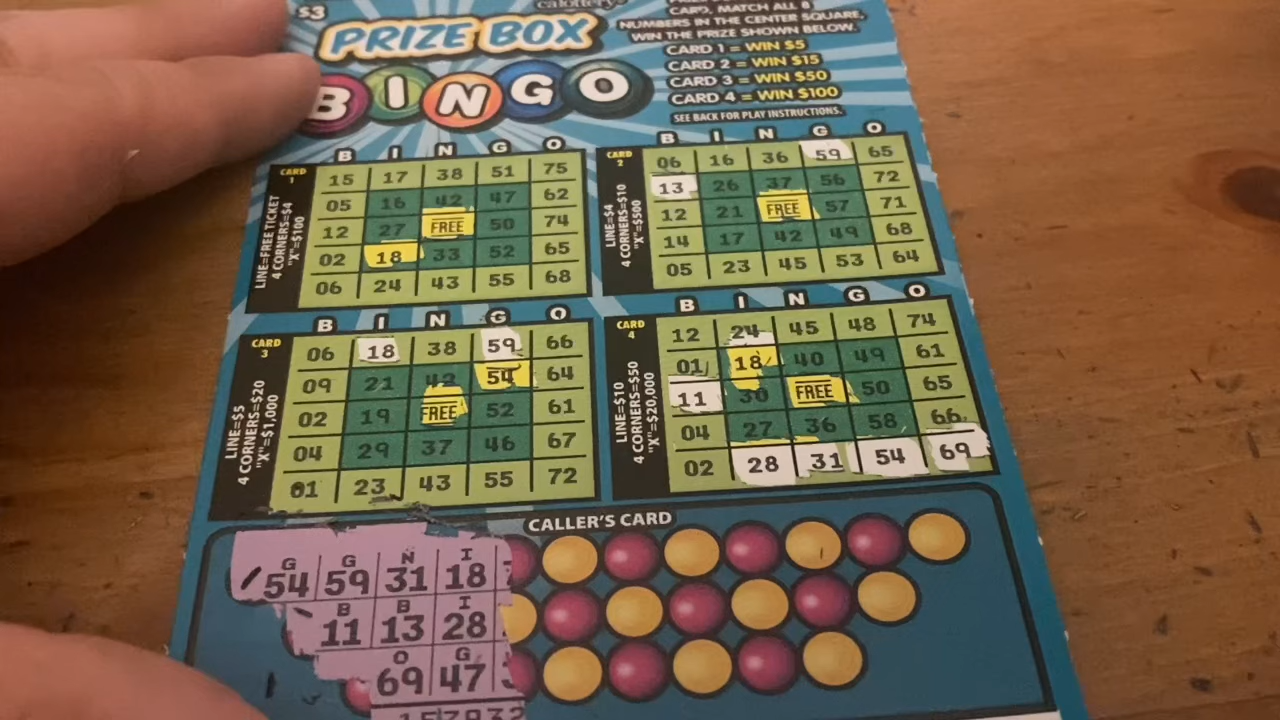 $3
PRIZE BOX
BINGO
CARD, MATCH ALL 8
NUMBERS IN THE CENTER SQUARE,
WIN THE PRIZE SHOWN BELOW.
CARD 1 = WIN $5
CARD 2 = WIN $15
CARD 3 = WIN $50
CARD 4 = WIN $100
SEE BACK FOR PLAY INSTRUCTIONS.
B I N G O
CARD 1
LINE=FREE TICKET
4 CORNERS=$4
"X"=$100
15 17 38 51 75
05 16 42 47 62
12 27 FREE 50 74
02 18 33 52 65
06 24 43 55 68
B I N G O
CARD 2
LINE=$4
4 CORNERS=$10
"X"=$500
06 16 36 59 65
13 26 37 56 72
12 21 FREE 57 71
14 17 42 49 68
05 23 45 53 64
B I N G O
CARD 3
LINE=$5
4 CORNERS=$20
"X"=$1,000
06 18 38 59 66
09 21 42 54 64
02 19 FREE 52 61
04 29 37 46 67
01 23 43 55 72
B I N G O
CARD 4
LINE=$10
4 CORNERS=$50
"X"=$20,000
12 24 45 48 74
01 18 40 49 61
11 30 FREE 50 65
04 27 36 58 66
02 28 31 54 69
CALLER'S CARD
G G N I
54 59 31 18
B B I
11 13 28
O G
69 47